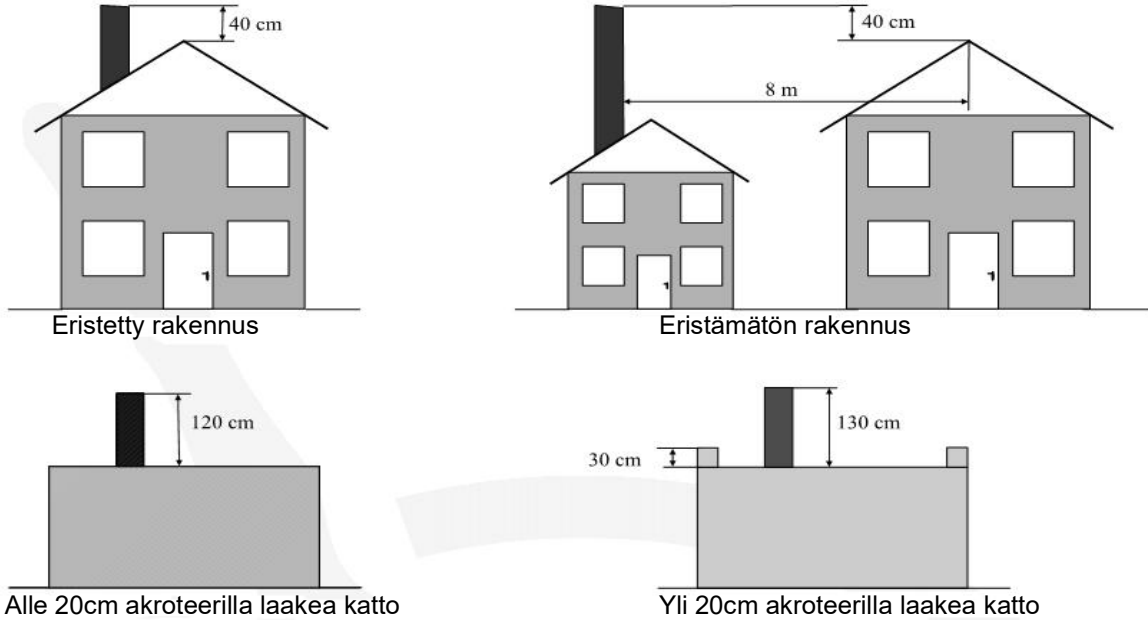 40 cm
40 cm
8 m
Eristetty rakennus
Eristämätön rakennus
120 cm
130 cm
30 cm
Alle 20cm akroteerilla laakea katto
Yli 20cm akroteerilla laakea katto